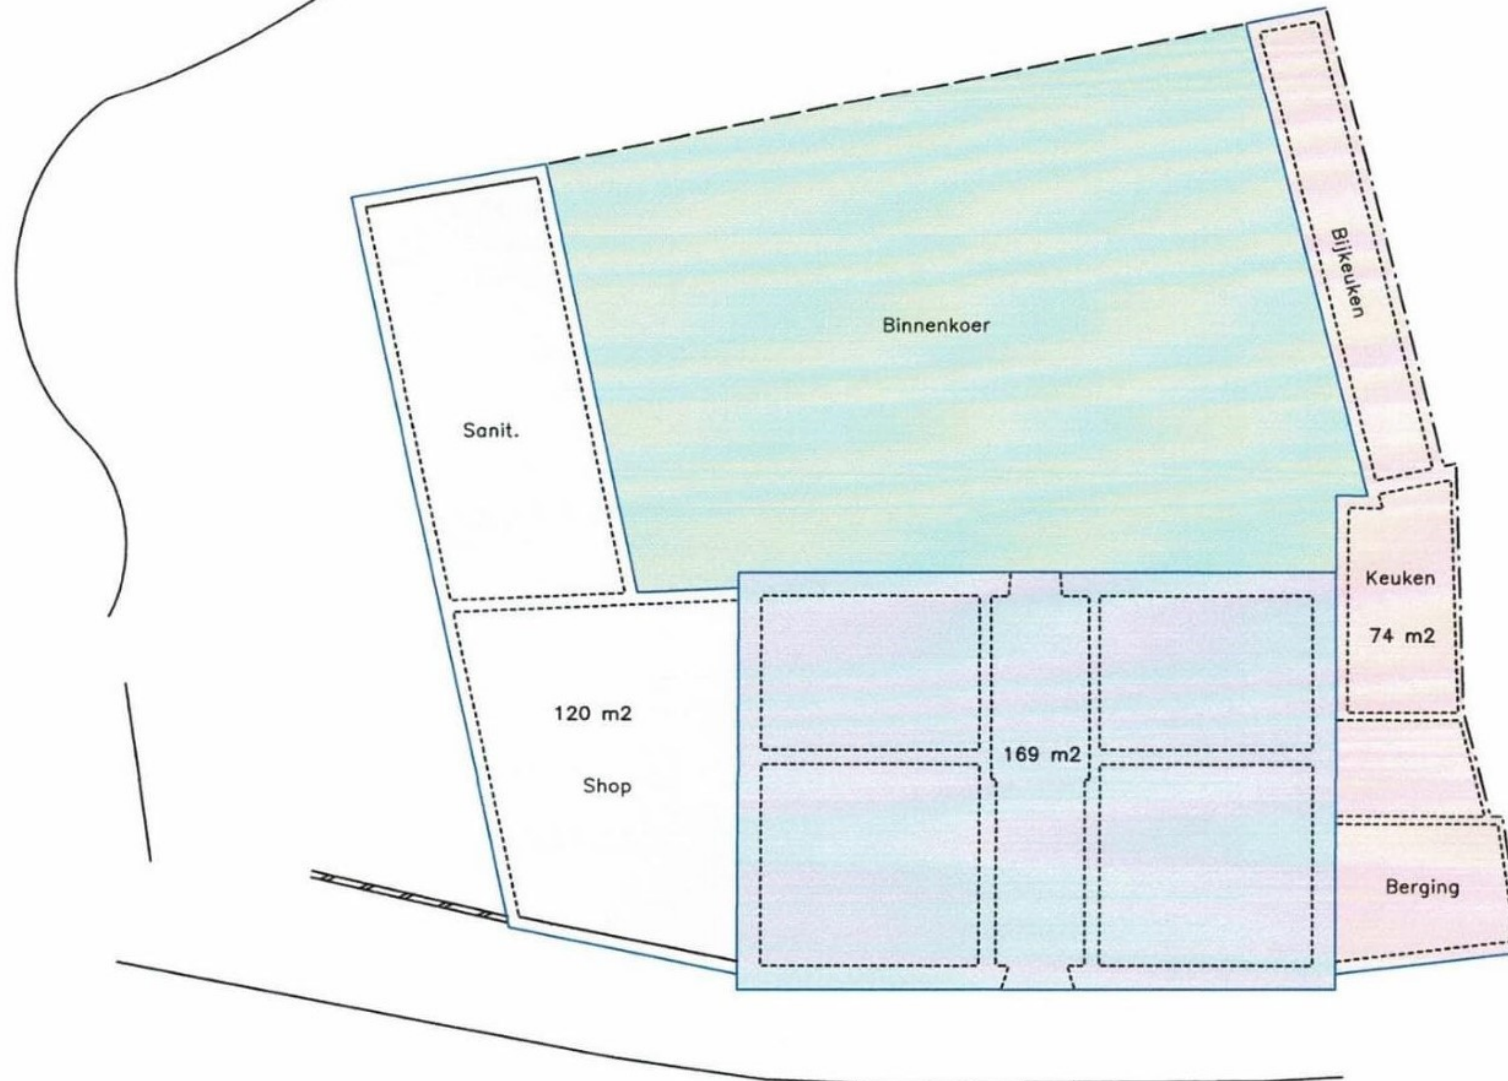 Binnenkoer
Bijkeuken
Sanit.
Keuken
74 m2
120 m2
Shop
169 m2
Berging